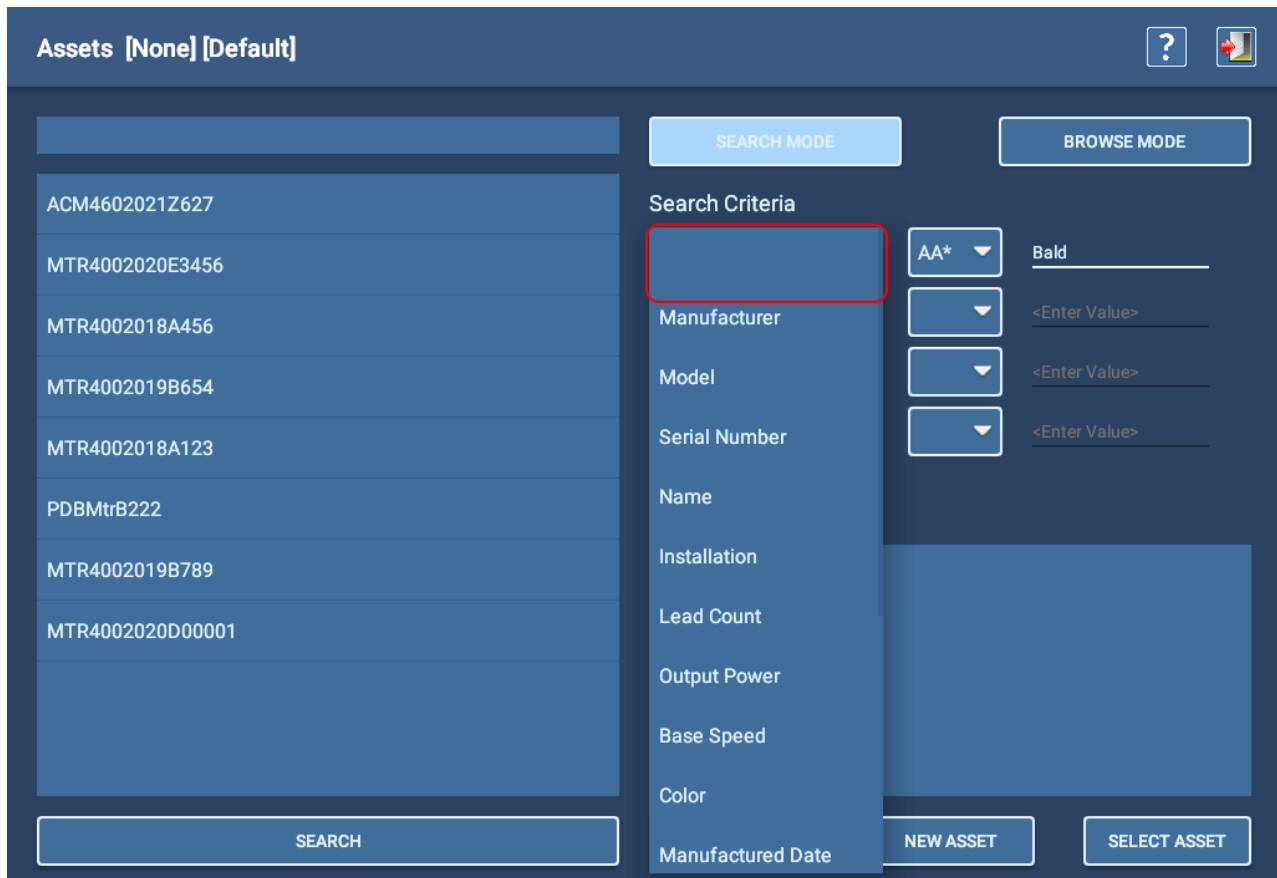 Assets [None] [Default]
?
SEARCH MODE
BROWSE MODE
ACM4602021Z627
MTR4002020E3456
MTR4002018A456
MTR4002019B654
MTR4002018A123
PDBMtrB222
MTR4002019B789
MTR4002020D00001
SEARCH
Search Criteria
Manufacturer
Model
Serial Number
Name
Installation
Lead Count
Output Power
Base Speed
Color
Manufactured Date
AA*
Bald
<Enter Value>
<Enter Value>
<Enter Value>
NEW ASSET
SELECT ASSET